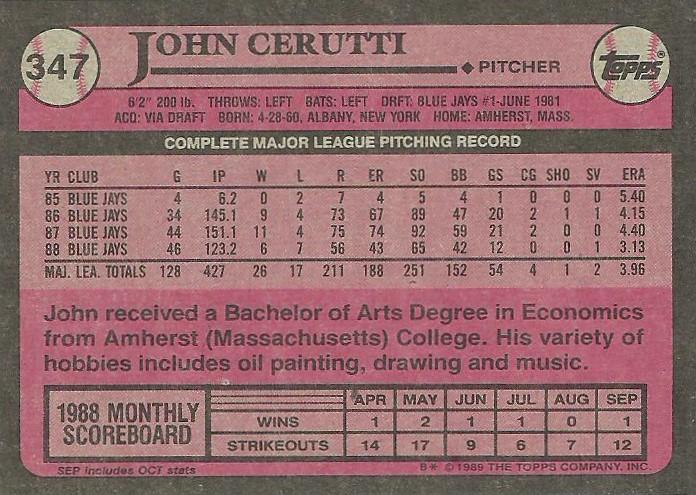 347 JOHN CERUTTI Topps®
◆ PITCHER
6'2" 200 lb. THROWS: LEFT BATS: LEFT DRFT: BLUE JAYS #1-JUNE 1981
ACQ: VIA DRAFT BORN: 4-28-60, ALBANY, NEW YORK HOME: AMHERST, MASS.
COMPLETE MAJOR LEAGUE PITCHING RECORD
YR CLUB G IP W L R ER SO BB GS CG SHO SV ERA
85 BLUE JAYS 4 6.2 0 2 7 4 5 4 1 0 0 0 5.40
86 BLUE JAYS 34 145.1 9 4 73 67 89 47 20 2 1 1 4.15
87 BLUE JAYS 44 151.1 11 4 75 74 92 59 21 2 0 0 4.40
88 BLUE JAYS 46 123.2 6 7 56 43 65 42 12 0 0 1 3.13
MAJ. LEA. TOTALS 128 427 26 17 211 188 251 152 54 4 1 2 3.96
John received a Bachelor of Arts Degree in Economics
from Amherst (Massachusetts) College. His variety of
hobbies includes oil painting, drawing and music.
1988 MONTHLY
SCOREBOARD
APR MAY JUN JUL AUG SEP
WINS 1 2 1 1 0 1
STRIKEOUTS 14 17 9 6 7 12
SEP includes OCT stats
B* © 1989 THE TOPPS COMPANY, INC.